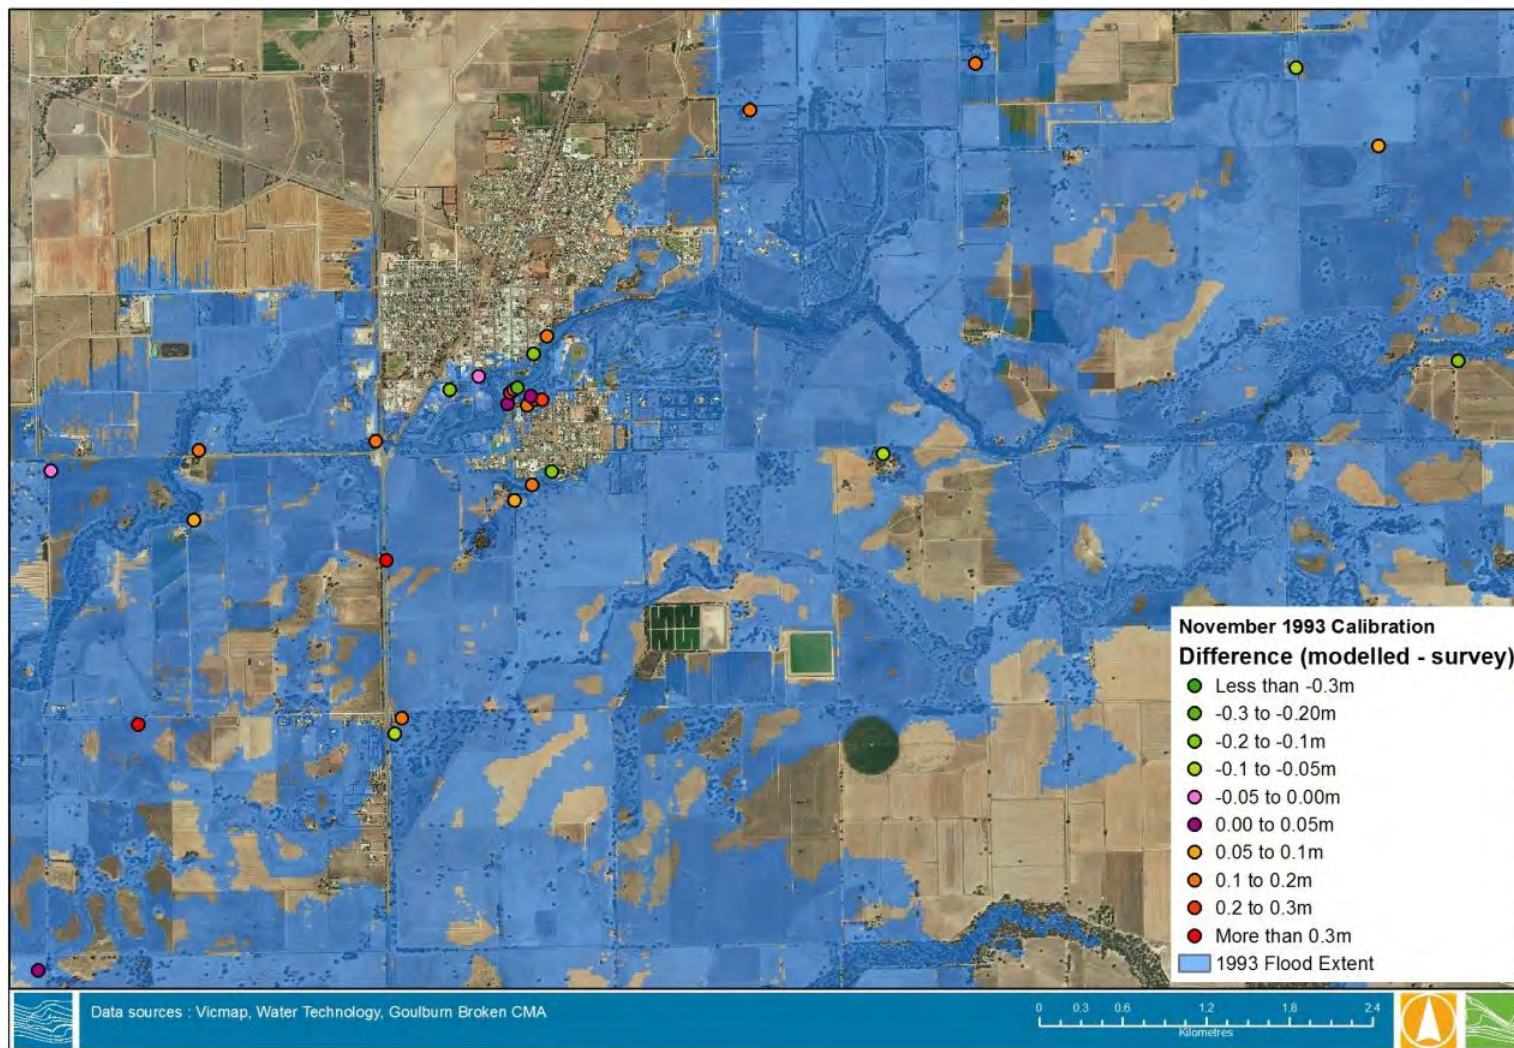 November 1993 Calibration
Difference (modelled - survey)
Less than -0.3m
-0.3 to -0.20m
-0.2 to -0.1m
-0.1 to -0.05m
-0.05 to 0.00m
0.00 to 0.05m
0.05 to 0.1m
0.1 to 0.2m
0.2 to 0.3m
More than 0.3m
1993 Flood Extent
Data sources : Vicmap, Water Technology, Goulburn Broken CMA
0 0.3 0.6 1.2 1.8 2.4
Kilometres